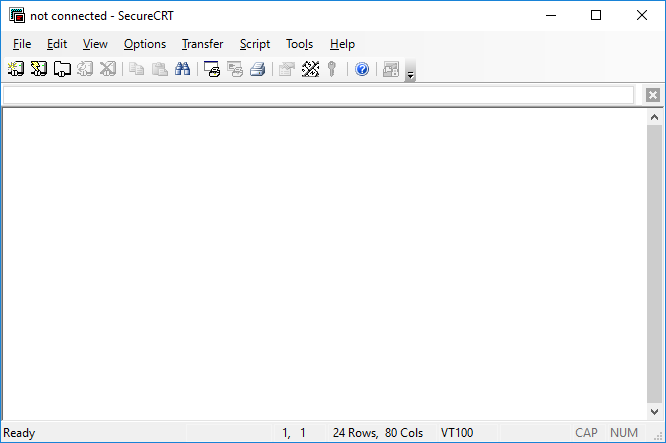 not connected - SecureCRT
File Edit View Options Transfer Script Tools Help
Ready 1, 1 24 Rows, 80 Cols VT100 CAP NUM